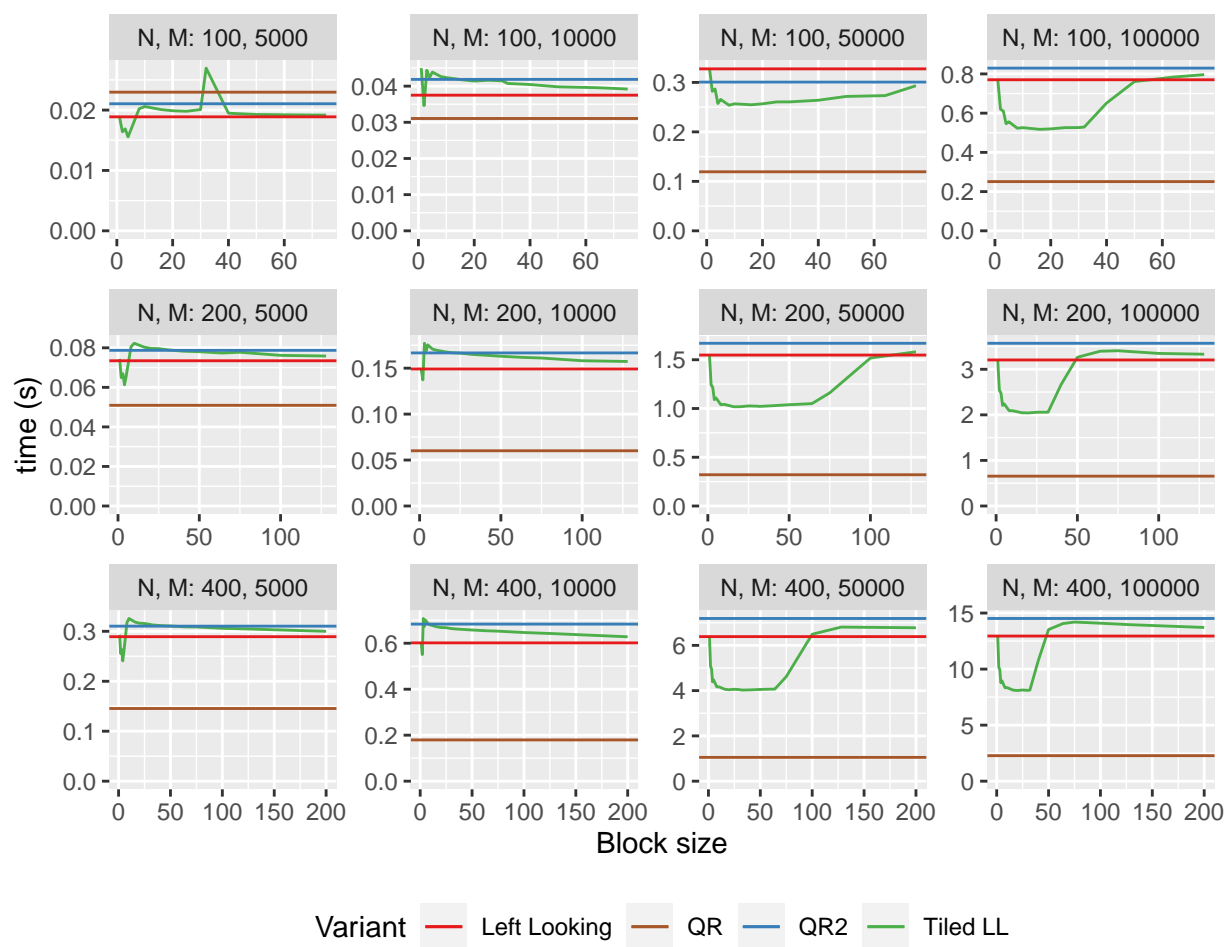 N, M: 100, 5000
N, M: 100, 10000
N, M: 100, 50000
N, M: 100, 100000
0.02
0.01
0.00
0 20 40 60
0.04
0.03
0.04
0.00
0 20 40 60
0.3
0.2
0.1
0.0
0 20 40 60
0.8
0.6
0.4
0.2
0.0
0 20 40 60
N, M: 200, 5000
N, M: 200, 10000
N, M: 200, 50000
N, M: 200, 100000
0.08
0.06
0.04
0.02
0.00
0 50 100
0.15
0.10
0.05
0.00
0 50 100
1.5
1.0
0.5
0.0
0 50 100
3
2
1
0
0 50 100
time (s)
N, M: 400, 5000
N, M: 400, 10000
N, M: 400, 50000
N, M: 400, 100000
0.3
0.2
0.1
0.0
0 50 100 150 200
0.6
0.4
0.2
0.0
0 50 100 150 200
6
4
2
0
0 50 100 150 200
15
10
5
0
0 50 100 150 200
Block size
Variant Left Looking QR QR2 Tiled LL